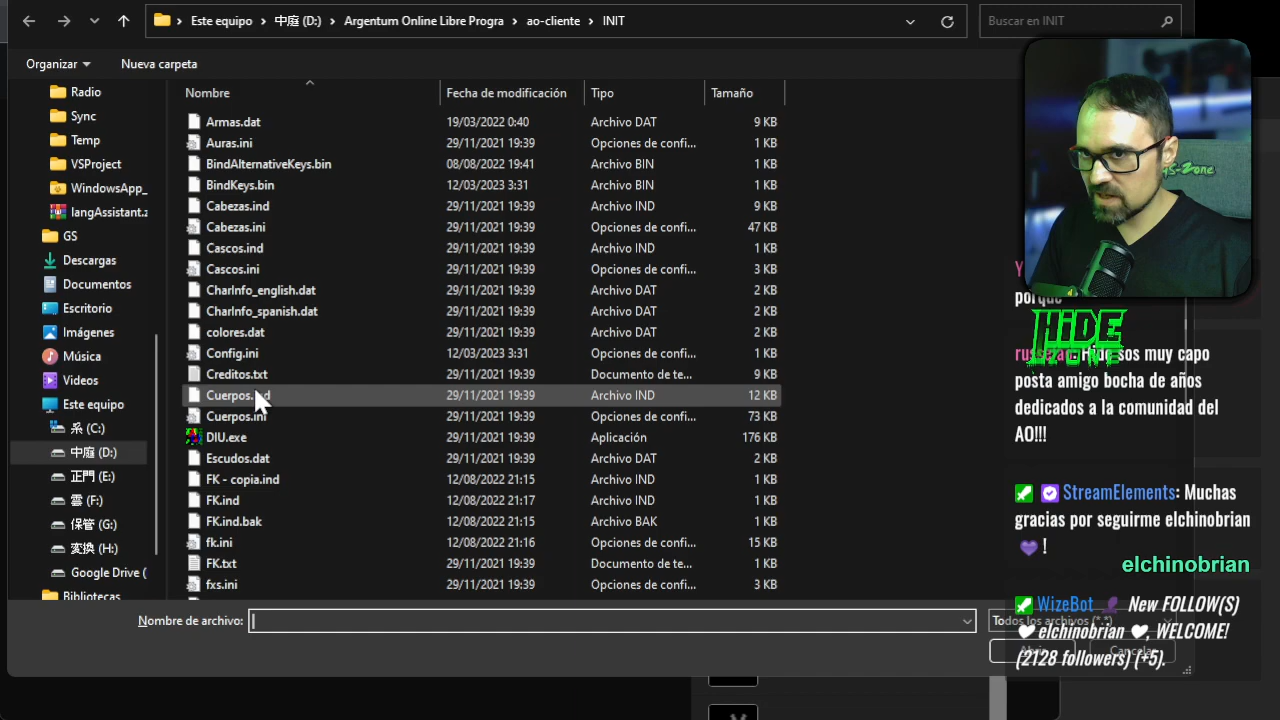 Este equipo > 中庭 (D:) > Argentum Online Libre Progra > ao-cliente > INIT
Buscar en INIT
Organizar
Nueva carpeta
Radio
Sync
Temp
VSProject
WindowsApp_
langAssistant.z
GS
Descargas
Documentos
Escritorio
Imágenes
Música
Videos
Este equipo
系 (C:)
中庭 (D:)
正門 (E:)
雲 (F:)
保管 (G:)
変換 (H:)
Google Drive (
Bibliotecas
Nombre Fecha de modificación Tipo Tamaño
Armas.dat 19/03/2022 0:40 Archivo DAT 9 KB
Auras.ini 29/11/2021 19:39 Opciones de confi... 1 KB
BindAlternativeKeys.bin 08/08/2022 19:41 Archivo BIN 1 KB
BindKeys.bin 12/03/2023 3:31 Archivo BIN 1 KB
Cabezas.ind 29/11/2021 19:39 Archivo IND 9 KB
Cabezas.ini 29/11/2021 19:39 Opciones de confi... 47 KB
Cascos.ind 29/11/2021 19:39 Archivo IND 1 KB
Cascos.ini 29/11/2021 19:39 Opciones de confi... 3 KB
CharInfo_english.dat 29/11/2021 19:39 Archivo DAT 2 KB
CharInfo_spanish.dat 29/11/2021 19:39 Archivo DAT 2 KB
colores.dat 29/11/2021 19:39 Archivo DAT 2 KB
Config.ini 12/03/2023 3:31 Opciones de confi... 1 KB
Creditos.txt 29/11/2021 19:39 Documento de te... 9 KB
Cuerpos.ind 29/11/2021 19:39 Archivo IND 12 KB
Cuerpos.ini 29/11/2021 19:39 Opciones de confi... 73 KB
DIU.exe 29/11/2021 19:39 Aplicación 176 KB
Escudos.dat 29/11/2021 19:39 Archivo DAT 2 KB
FK - copia.ind 12/08/2022 21:15 Archivo IND 1 KB
FK.ind 12/08/2022 21:17 Archivo IND 1 KB
FK.ind.bak 12/08/2022 21:15 Archivo BAK 1 KB
fk.ini 12/08/2022 21:16 Opciones de confi... 15 KB
FK.txt 29/11/2021 19:39 Documento de te... 1 KB
fxs.ini 29/11/2021 19:39 Opciones de confi... 3 KB
Nombre de archivo:
Todos los archivos (*.*)
Abrir
Cancelar
porque
HiDE
ZONE
Hide sos muy capo
posta amigo bocha de años
dedicados a la comunidad del
AO!!!
StreamElements: Muchas
gracias por seguirme elchinobrian
!
elchinobrian
WizeBot New FOLLOW(S)
elchinobrian , WELCOME!
(2128 followers) (+5).